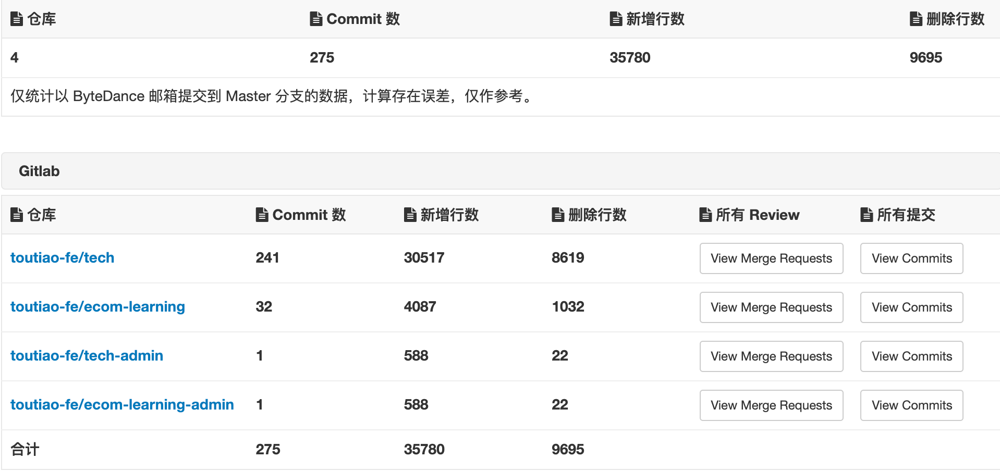 仓库 Commit 数 新增行数 删除行数
4 275 35780 9695
仅统计以 ByteDance 邮箱提交到 Master 分支的数据，计算存在误差，仅作参考。
Gitlab
仓库 Commit 数 新增行数 删除行数 所有 Review 所有提交
toutiao-fe/tech 241 30517 8619 View Merge Requests View Commits
toutiao-fe/ecom-learning 32 4087 1032 View Merge Requests View Commits
toutiao-fe/tech-admin 1 588 22 View Merge Requests View Commits
toutiao-fe/ecom-learning-admin 1 588 22 View Merge Requests View Commits
合计 275 35780 9695